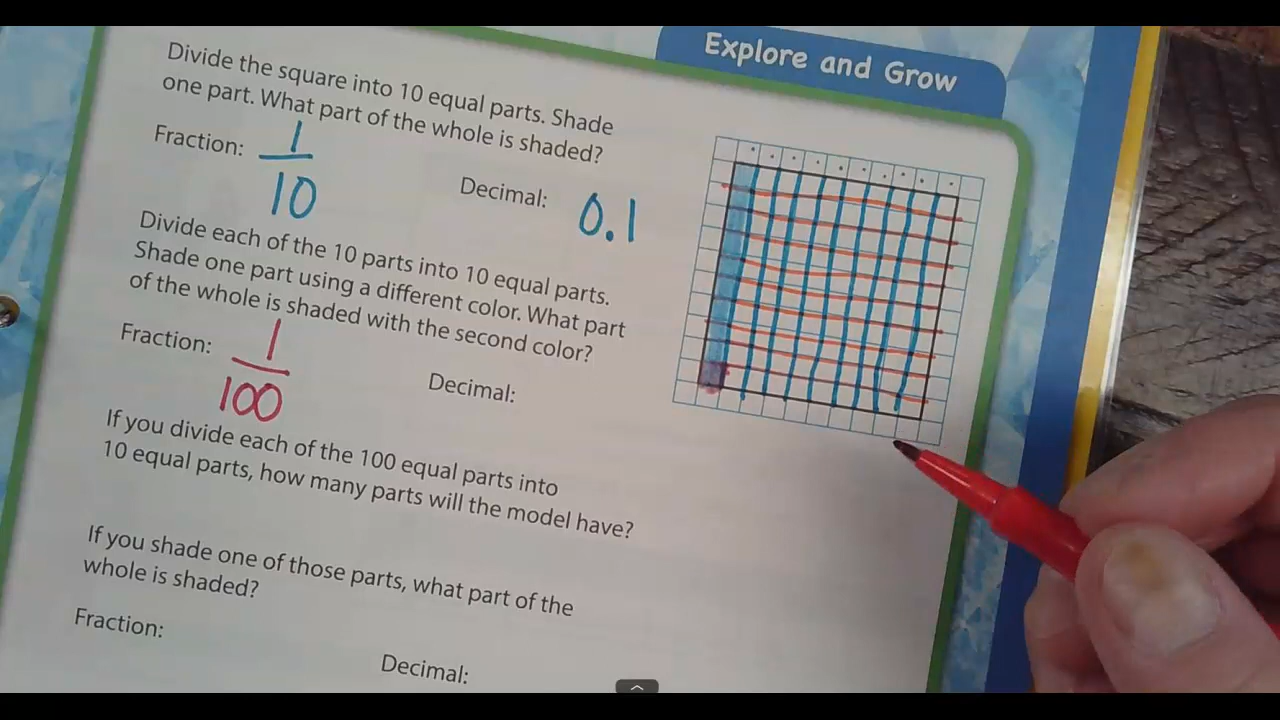 Explore and Grow
Divide the square into 10 equal parts. Shade
one part. What part of the whole is shaded?
Fraction: 1/10
Decimal: 0.1
Divide each of the 10 parts into 10 equal parts.
Shade one part using a different color. What part
of the whole is shaded with the second color?
Fraction: 1/100
Decimal:
If you divide each of the 100 equal parts into
10 equal parts, how many parts will the model have?
If you shade one of those parts, what part of the
whole is shaded?
Fraction:
Decimal: